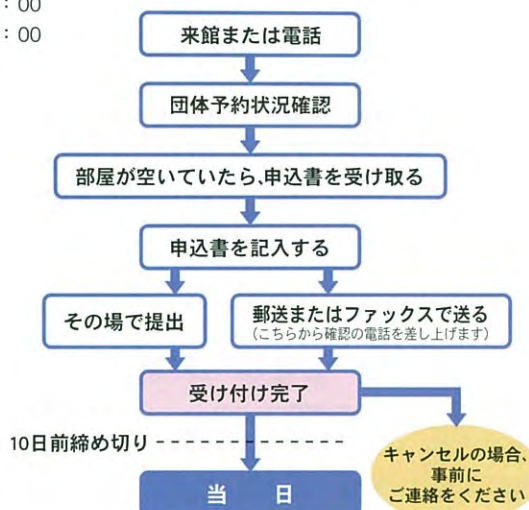 ：00
：00
来館または電話
団体予約状況確認
部屋が空いていたら、申込書を受け取る
申込書を記入する
その場で提出
郵送またはファックスで送る
（こちらから確認の電話を差し上げます）
受け付け完了
10日前締め切り
キャンセルの場合、
事前に
ご連絡をください
当　日